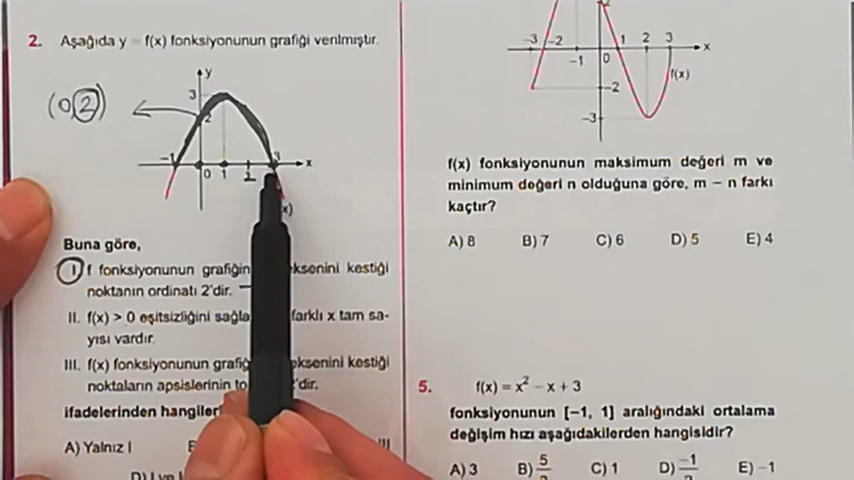 2. Aşağıda y = f(x) fonksiyonunun grafiği verilmiştir.
(0,2)
y
3
2
-1
0 1 2 3
x
x)
Buna göre,
I f fonksiyonunun grafiğin ksenini kestiği
noktanın ordinatı 2'dir.
II. f(x) > 0 eşitsizliğini sağla farklı x tam sa-
yısı vardır.
III. f(x) fonksiyonunun grafiğ eksenini kestiği
noktaların apsislerinin to 'dir.
ifadelerinden hangiler
A) Yalnız I
-3 -2 -1 0 1 2 3 x
-2
-3
f(x)
f(x) fonksiyonunun maksimum değeri m ve
minimum değeri n olduğuna göre, m – n farkı
kaçtır?
A) 8 B) 7 C) 6 D) 5 E) 4
5. f(x) = x² – x + 3
fonksiyonunun [–1, 1] aralığındaki ortalama
değişim hızı aşağıdakilerden hangisidir?
A) 3 B) 5 C) 1 D) -1 E) -1